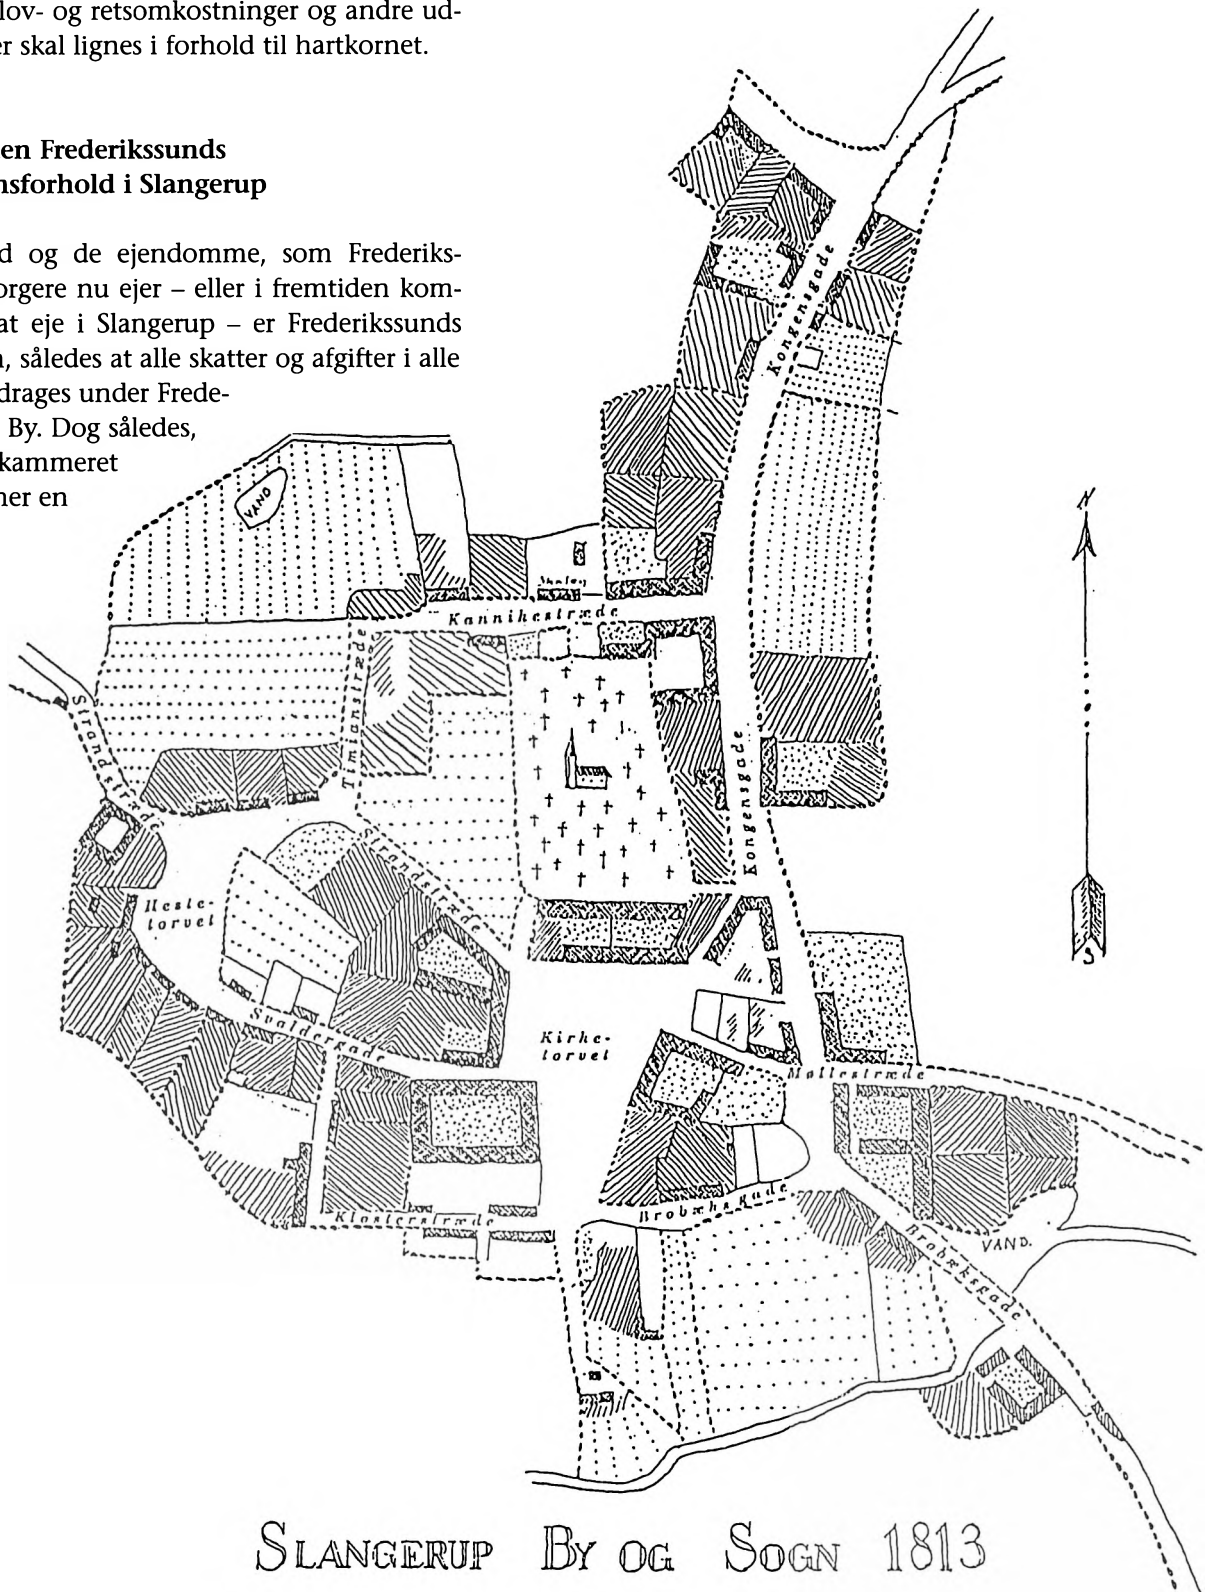 lov- og retsomkostninger og andre ud-
er skal lignes i forhold til hartkornet.
en Frederikssunds
nsforhold i Slangerup
d og de ejendomme, som Frederiks-
orgere nu ejer – eller i fremtiden kom-
at eje i Slangerup – er Frederikssunds
, således at alle skatter og afgifter i alle
drages under Frede-
By. Dog således,
kammeret
ner en
Kongensgade
N
VAND
Kannikestræde
Strandstræde
Timianstræde
Kongensgade
Strandstræde
Heste-
torvet
Svaldergade
Kirke-
torvet
Møllestræde
Klosterstræde
Brobæksgade
Brobæksgade
VAND.
S
SLANGERUP BY OG SOGN 1813